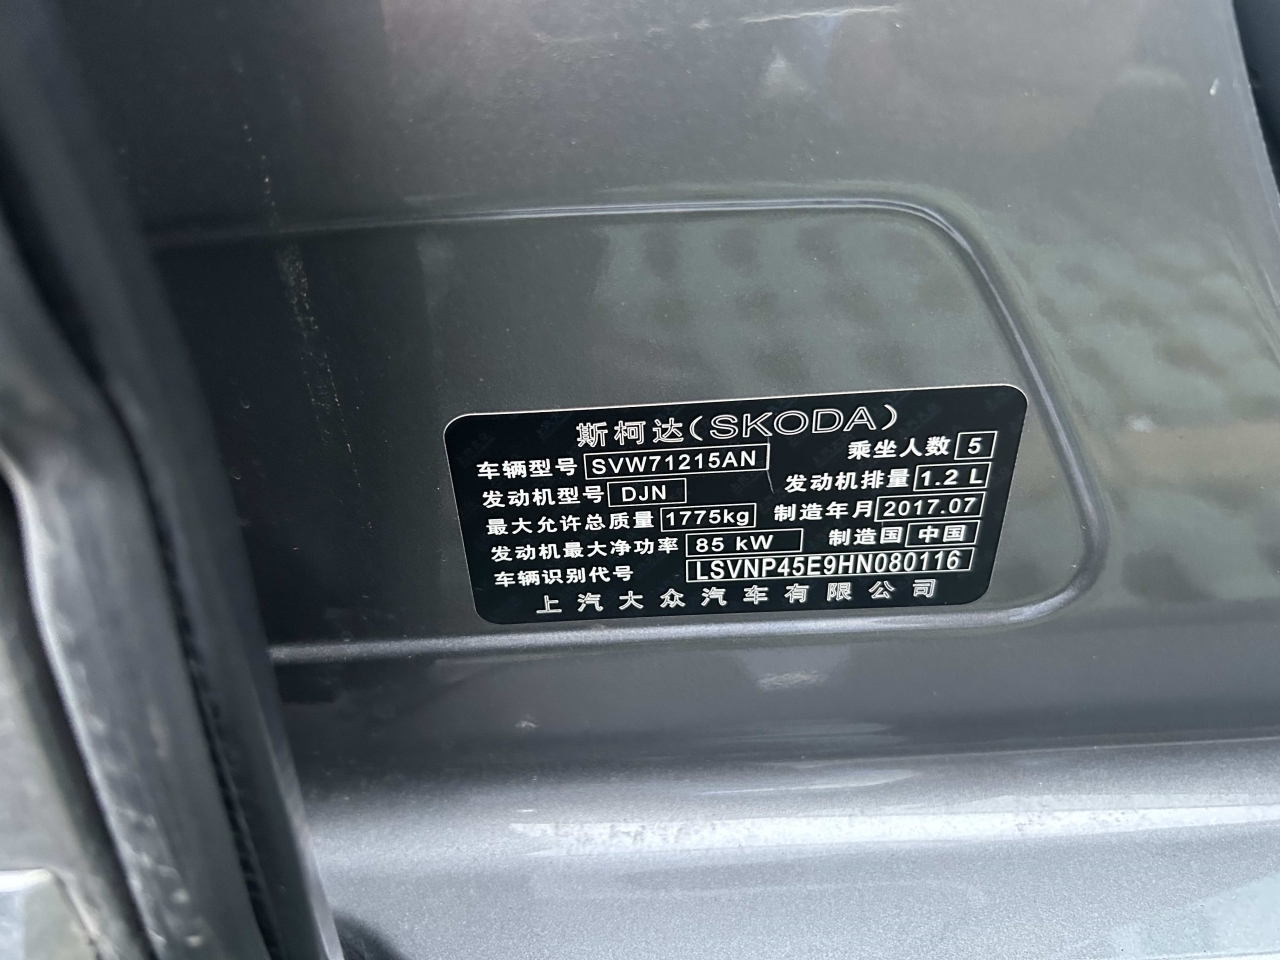 斯柯达(SKODA)
车辆型号 SVW71215AN 乘坐人数 5
发动机型号 DJN 发动机排量 1.2 L
最大允许总质量 1775kg 制造年月 2017.07
发动机最大净功率 85 kW 制造国 中国
车辆识别代号 LSVNP45E9HN080116
上汽大众汽车有限公司